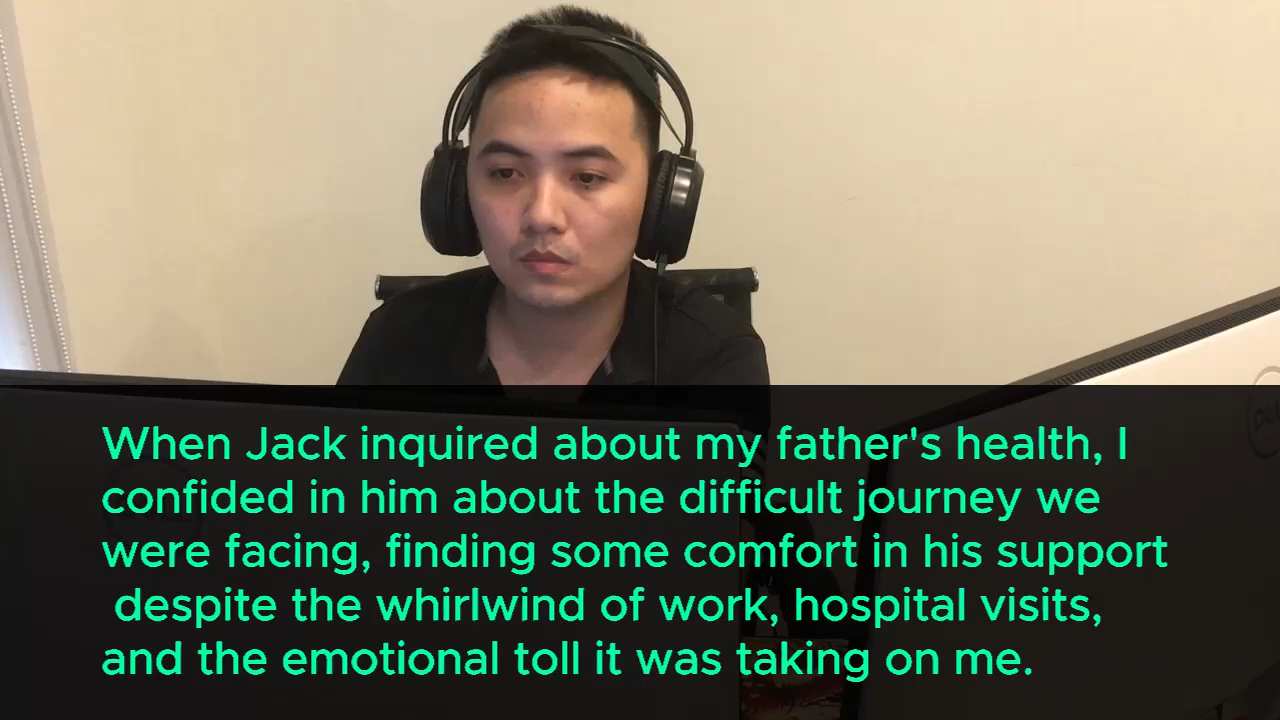 When Jack inquired about my father's health, I
confided in him about the difficult journey we
were facing, finding some comfort in his support
despite the whirlwind of work, hospital visits,
and the emotional toll it was taking on me.